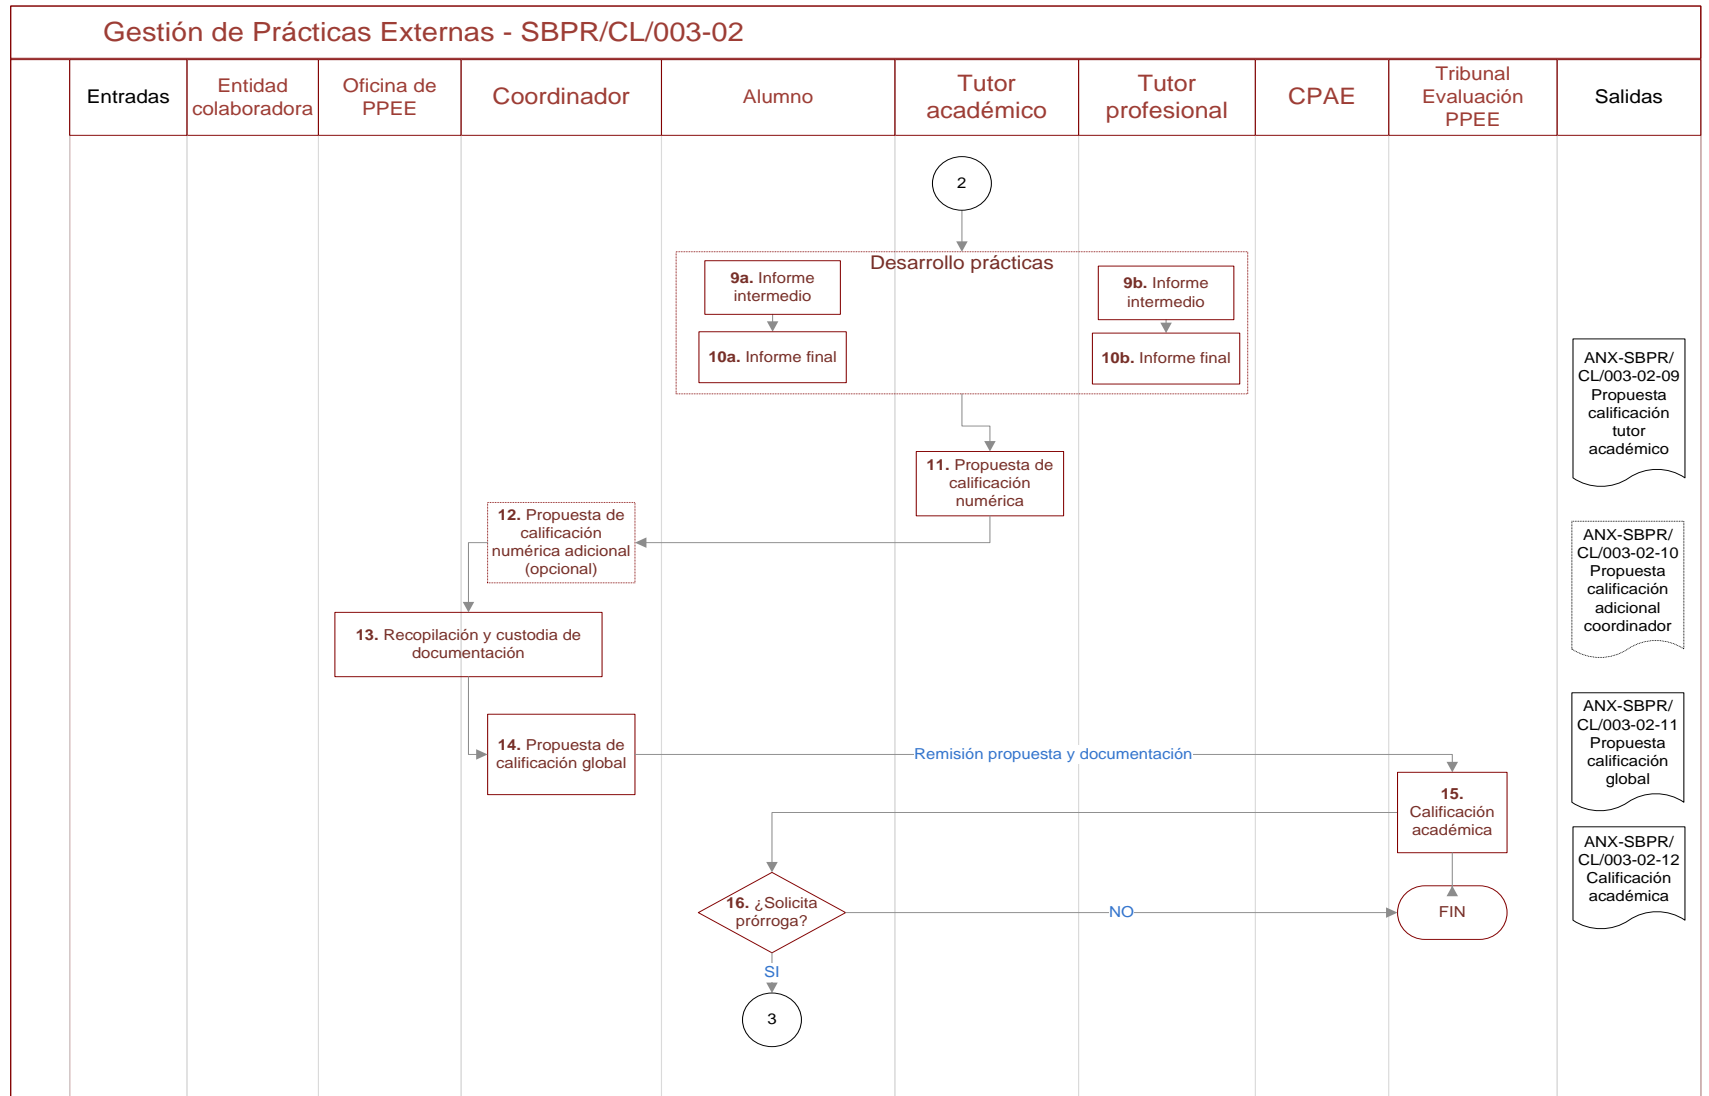 Gestión de Prácticas Externas - SBPR/CL/003-02
Entradas
Entidad
colaboradora
Oficina de
PPEE
Coordinador
Alumno
Tutor
académico
Tutor
profesional
CPAE
Tribunal
Evaluación
PPEE
Salidas
2
Desarrollo prácticas
9a. Informe
intermedio
9b. Informe
intermedio
10a. Informe final
10b. Informe final
ANX-SBPR/
CL/003-02-09
Propuesta
calificación
tutor
académico
11. Propuesta de
calificación
numérica
12. Propuesta de
calificación
numérica adicional
(opcional)
ANX-SBPR/
CL/003-02-10
Propuesta
calificación
adicional
coordinador
13. Recopilación y custodia de
documentación
14. Propuesta de
calificación global
Remisión propuesta y documentación
ANX-SBPR/
CL/003-02-11
Propuesta
calificación
global
15.
Calificación
académica
ANX-SBPR/
CL/003-02-12
Calificación
académica
16. ¿Solicita
prórroga?
NO
FIN
SI
3